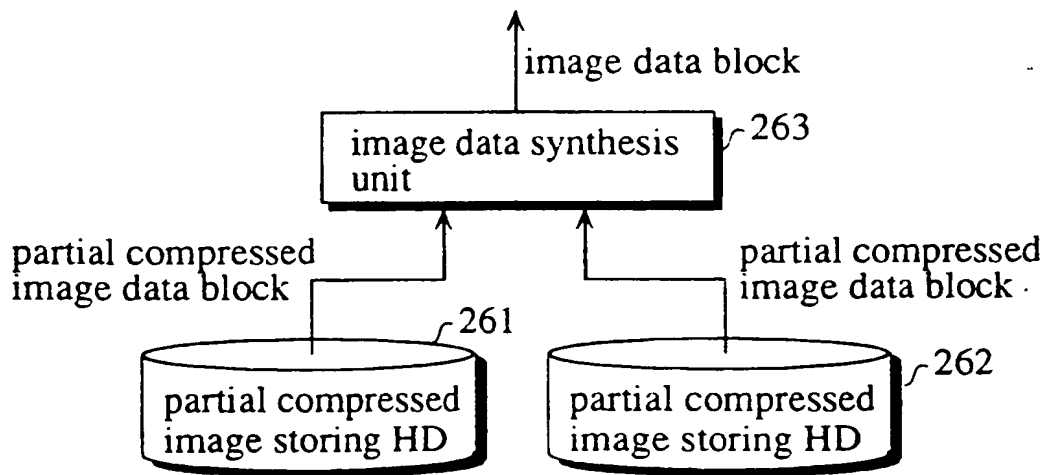 image data block
263
image data synthesis
unit
partial compressed
image data block
partial compressed
image data block
261
262
partial compressed
image storing HD
partial compressed
image storing HD